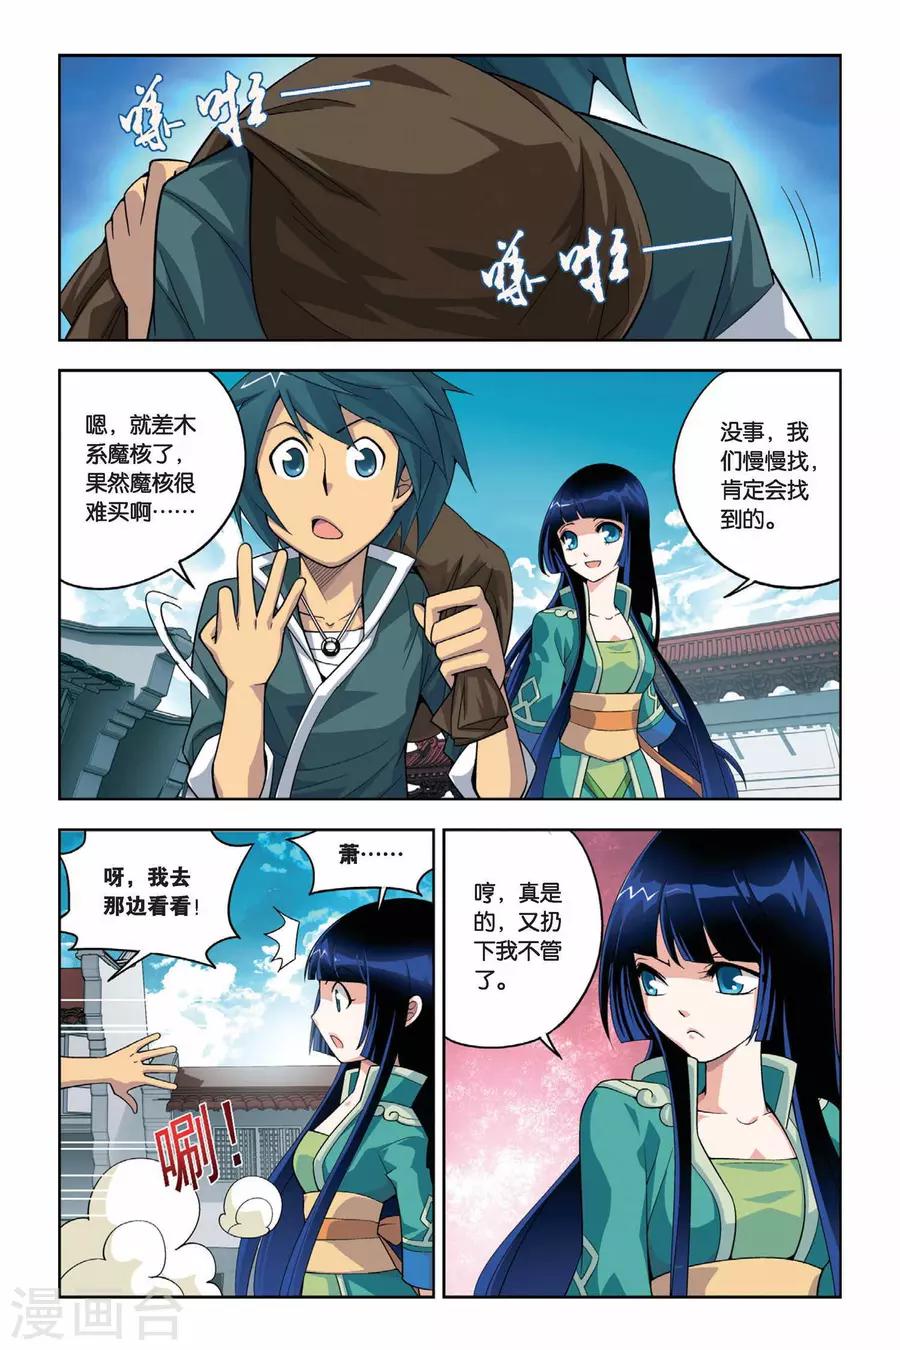 嗓啦——
嗓啦——
嗯，就差木
系魔核了，
果然魔核很
难买啊……
没事，我
们慢慢找，
肯定会找
到的。
呀，我去
那边看看！
萧……
唰！
哼，真是
的，又扔
下我不管
了。
漫画台